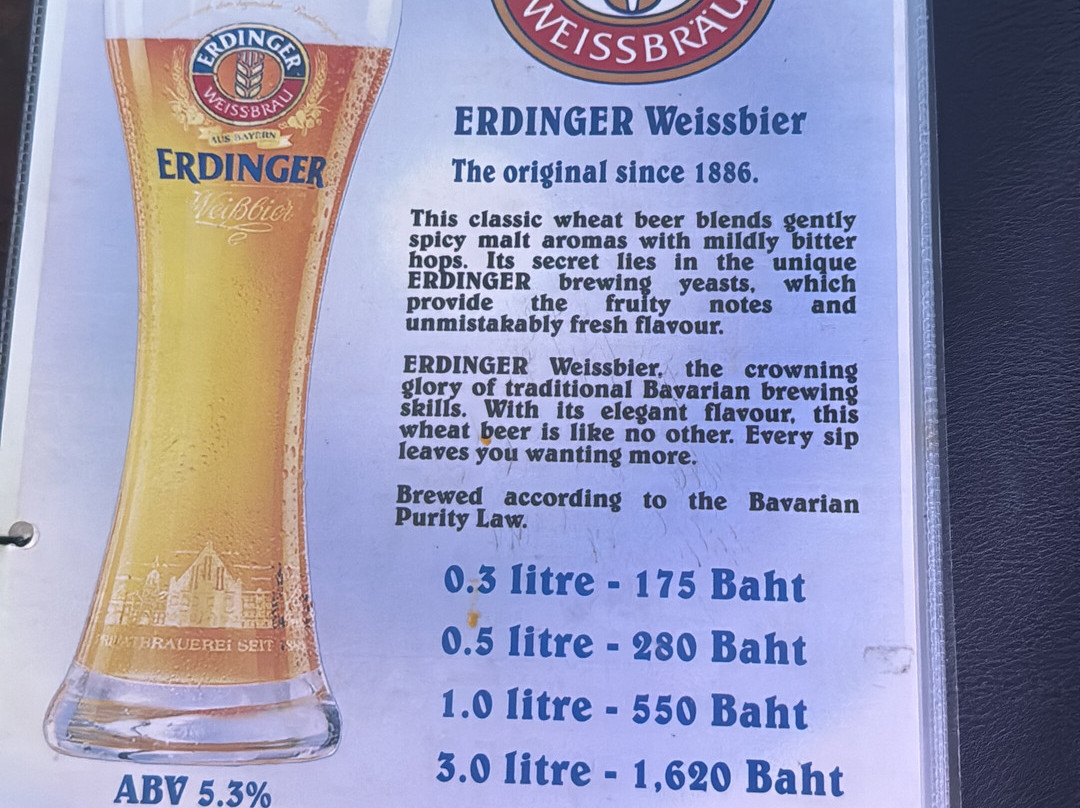 ERDINGER
WEISSBRÄU
AUS BAYERN
ERDINGER
Weißbier
BRAUEREI SEIT
ABV 5.3%
WEISSBRÄU
ERDINGER Weissbier
The original since 1886.
This classic wheat beer blends gently
spicy malt aromas with mildly bitter
hops. Its secret lies in the unique
ERDINGER brewing yeasts, which
provide the fruity notes and
unmistakably fresh flavour.
ERDINGER Weissbier, the crowning
glory of traditional Bavarian brewing
skills. With its elegant flavour, this
wheat beer is like no other. Every sip
leaves you wanting more.
Brewed according to the Bavarian
Purity Law.
0.3 litre - 175 Baht
0.5 litre - 280 Baht
1.0 litre - 550 Baht
3.0 litre - 1,620 Baht